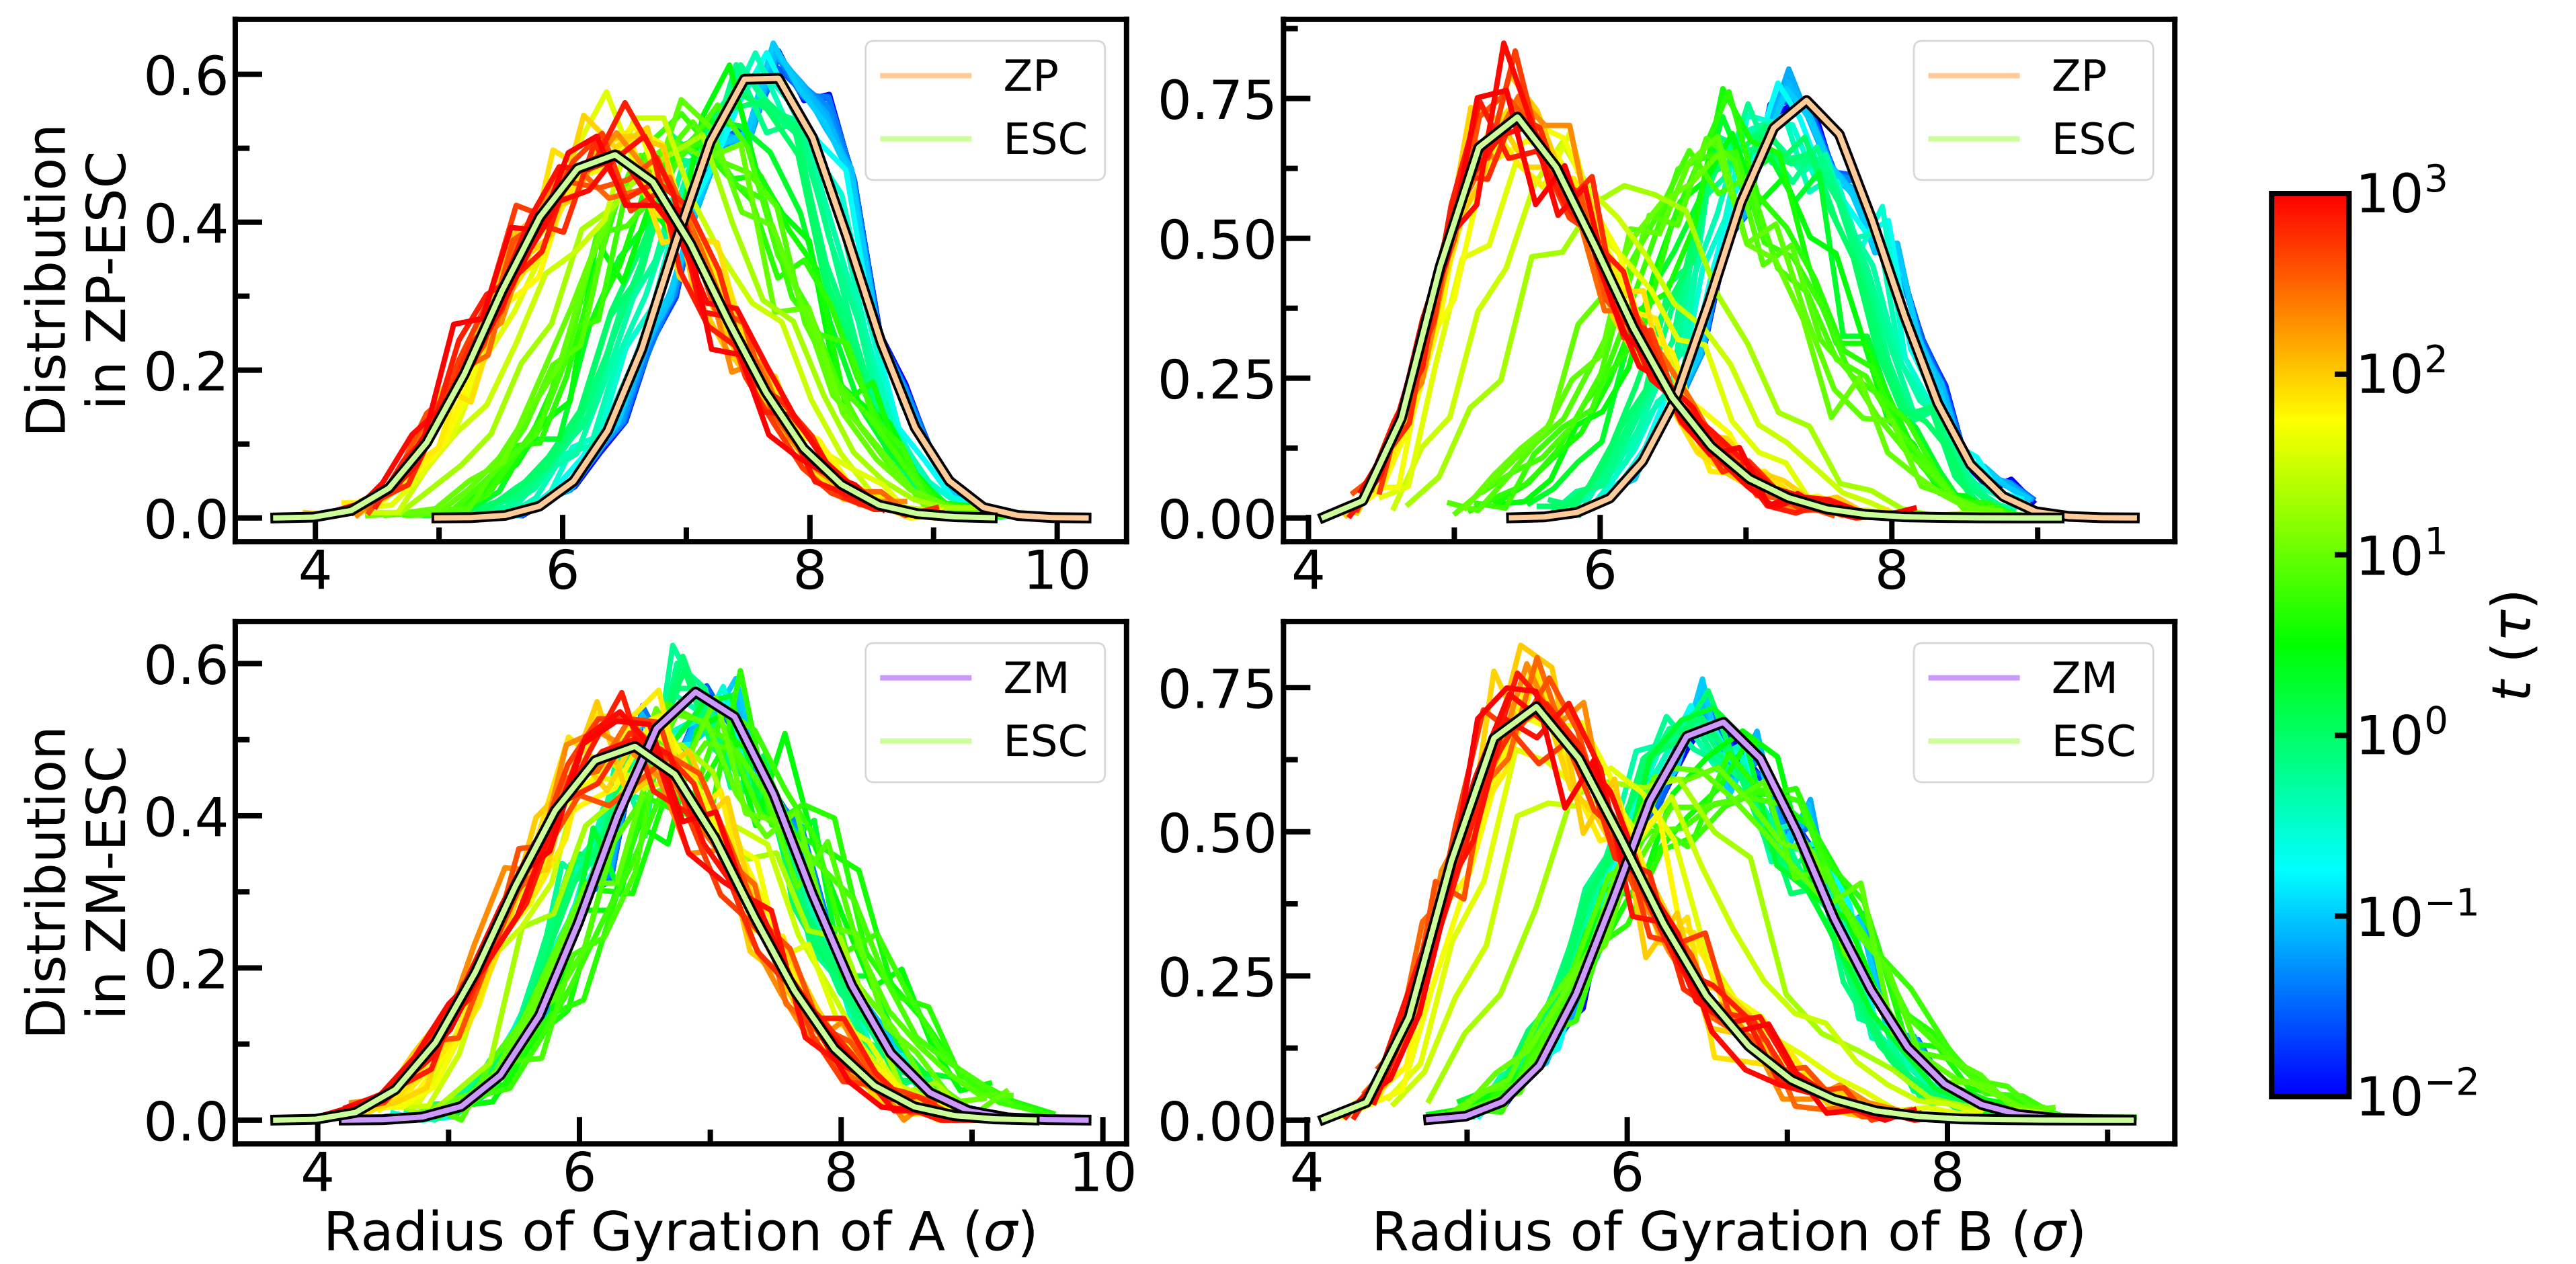 Distribution
in ZP-ESC
0.6
0.4
0.2
0.0
4 6 8 10
ZP
ESC
0.75
0.50
0.25
0.00
4 6 8
ZP
ESC
Distribution
in ZM-ESC
0.6
0.4
0.2
0.0
4 6 8 10
ZM
ESC
Radius of Gyration of A (σ)
0.75
0.50
0.25
0.00
4 6 8
ZM
ESC
Radius of Gyration of B (σ)
10³
10²
10¹
10⁰
10⁻¹
10⁻²
t (τ)